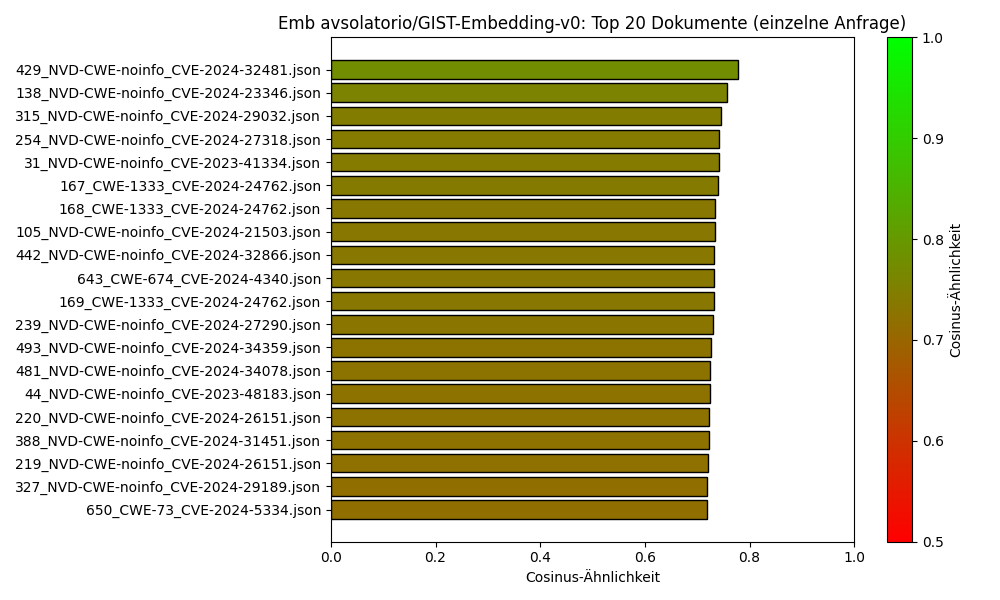 Emb avsolatorio/GIST-Embedding-v0: Top 20 Dokumente (einzelne Anfrage)
429_NVD-CWE-noinfo_CVE-2024-32481.json
138_NVD-CWE-noinfo_CVE-2024-23346.json
315_NVD-CWE-noinfo_CVE-2024-29032.json
254_NVD-CWE-noinfo_CVE-2024-27318.json
31_NVD-CWE-noinfo_CVE-2023-41334.json
167_CWE-1333_CVE-2024-24762.json
168_CWE-1333_CVE-2024-24762.json
105_NVD-CWE-noinfo_CVE-2024-21503.json
442_NVD-CWE-noinfo_CVE-2024-32866.json
643_CWE-674_CVE-2024-4340.json
169_CWE-1333_CVE-2024-24762.json
239_NVD-CWE-noinfo_CVE-2024-27290.json
493_NVD-CWE-noinfo_CVE-2024-34359.json
481_NVD-CWE-noinfo_CVE-2024-34078.json
44_NVD-CWE-noinfo_CVE-2023-48183.json
220_NVD-CWE-noinfo_CVE-2024-26151.json
388_NVD-CWE-noinfo_CVE-2024-31451.json
219_NVD-CWE-noinfo_CVE-2024-26151.json
327_NVD-CWE-noinfo_CVE-2024-29189.json
650_CWE-73_CVE-2024-5334.json
0.0 0.2 0.4 0.6 0.8 1.0
Cosinus-Ähnlichkeit
1.0
0.9
0.8
0.7
0.6
0.5
Cosinus-Ähnlichkeit